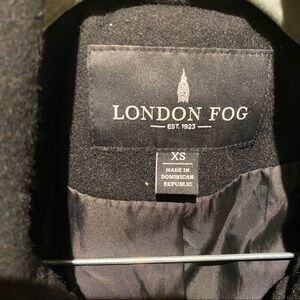 LONDON FOG
EST. 1923
XS
MADE IN
DOMINICAN
REPUBLIC